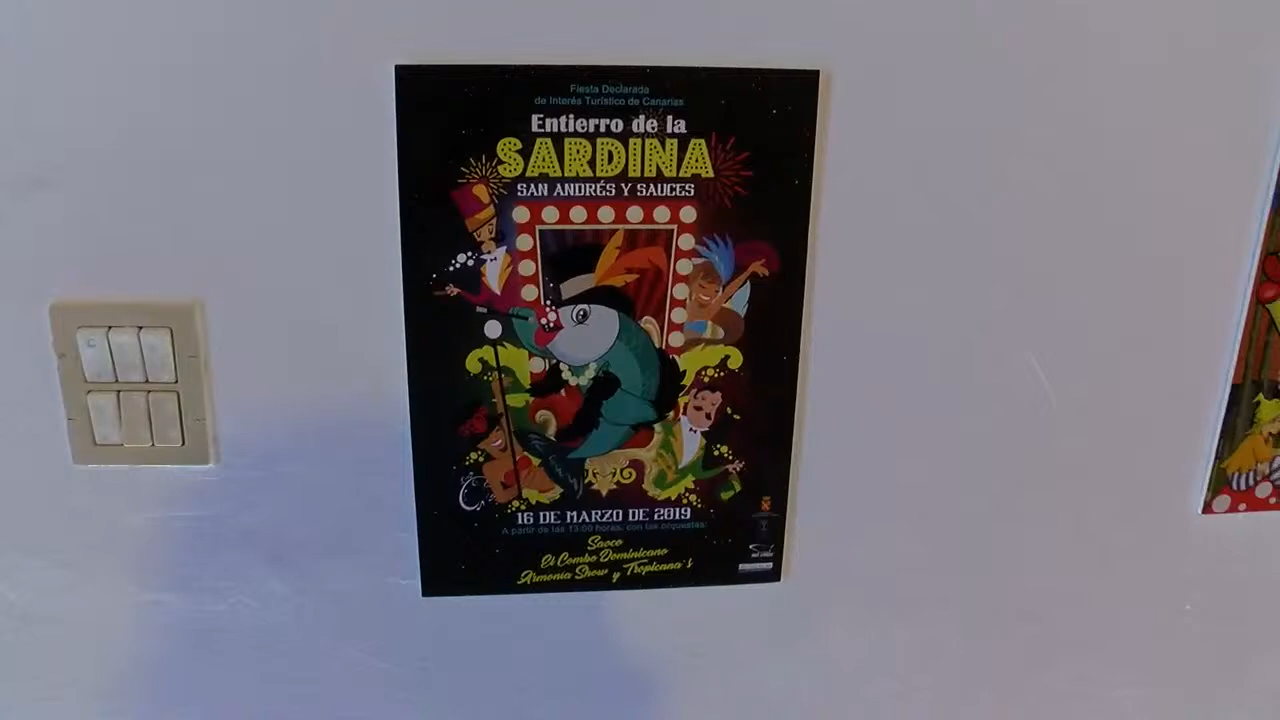 Fiesta Declarada
de Interés Turístico de Canarias
Entierro de la
SARDINA
SAN ANDRÉS Y SAUCES
16 DE MARZO DE 2019
A partir de las 13:00 horas, con las orquestas:
Saoco
El Combo Dominicano
Armonía Show y Tropicana's